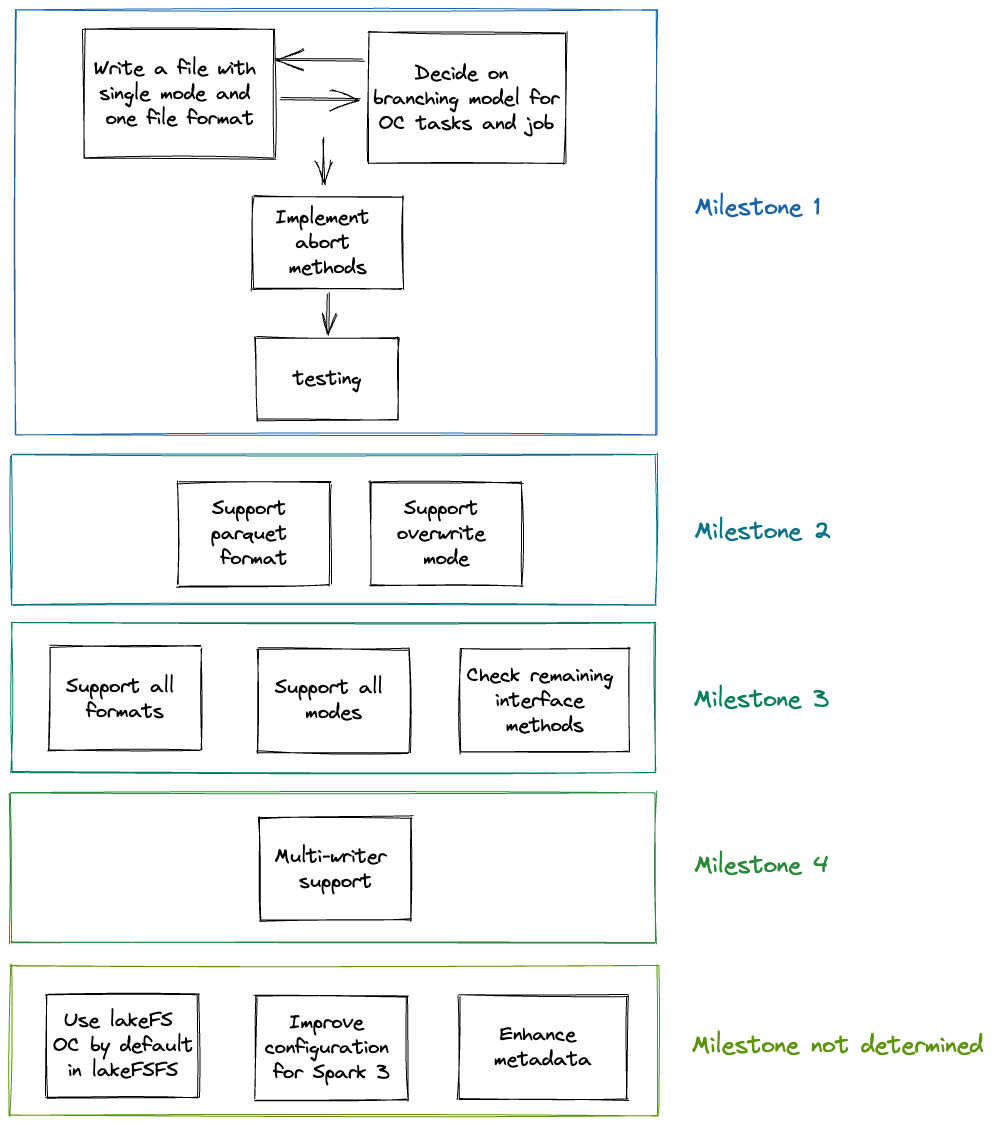 Write a file with
single mode and
one file format
Decide on
branching model for
OC tasks and job
Implement
abort
methods
testing
Milestone 1
Support
parquet
format
Support
overwrite
mode
Milestone 2
Support all
formats
Support all
modes
Check remaining
interface
methods
Milestone 3
Multi-writer
support
Milestone 4
Use lakeFS
OC by default
in lakeFSFS
Improve
configuration
for Spark 3
Enhance
metadata
Milestone not determined